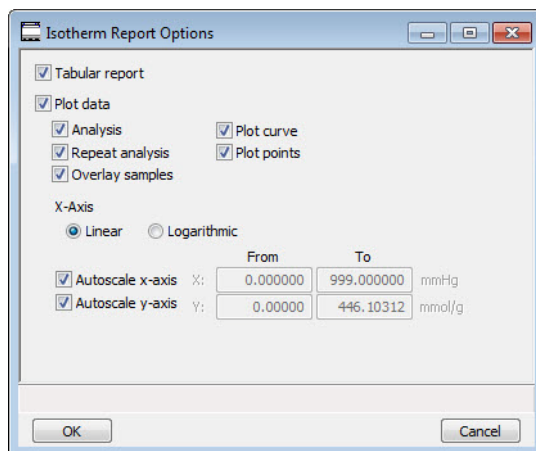 Isotherm Report Options
Tabular report
Plot data
Analysis Plot curve
Repeat analysis Plot points
Overlay samples
X-Axis
Linear Logarithmic
From To
Autoscale x-axis X: 0.000000 999.000000 mmHg
Autoscale y-axis Y: 0.00000 446.10312 mmol/g
OK Cancel